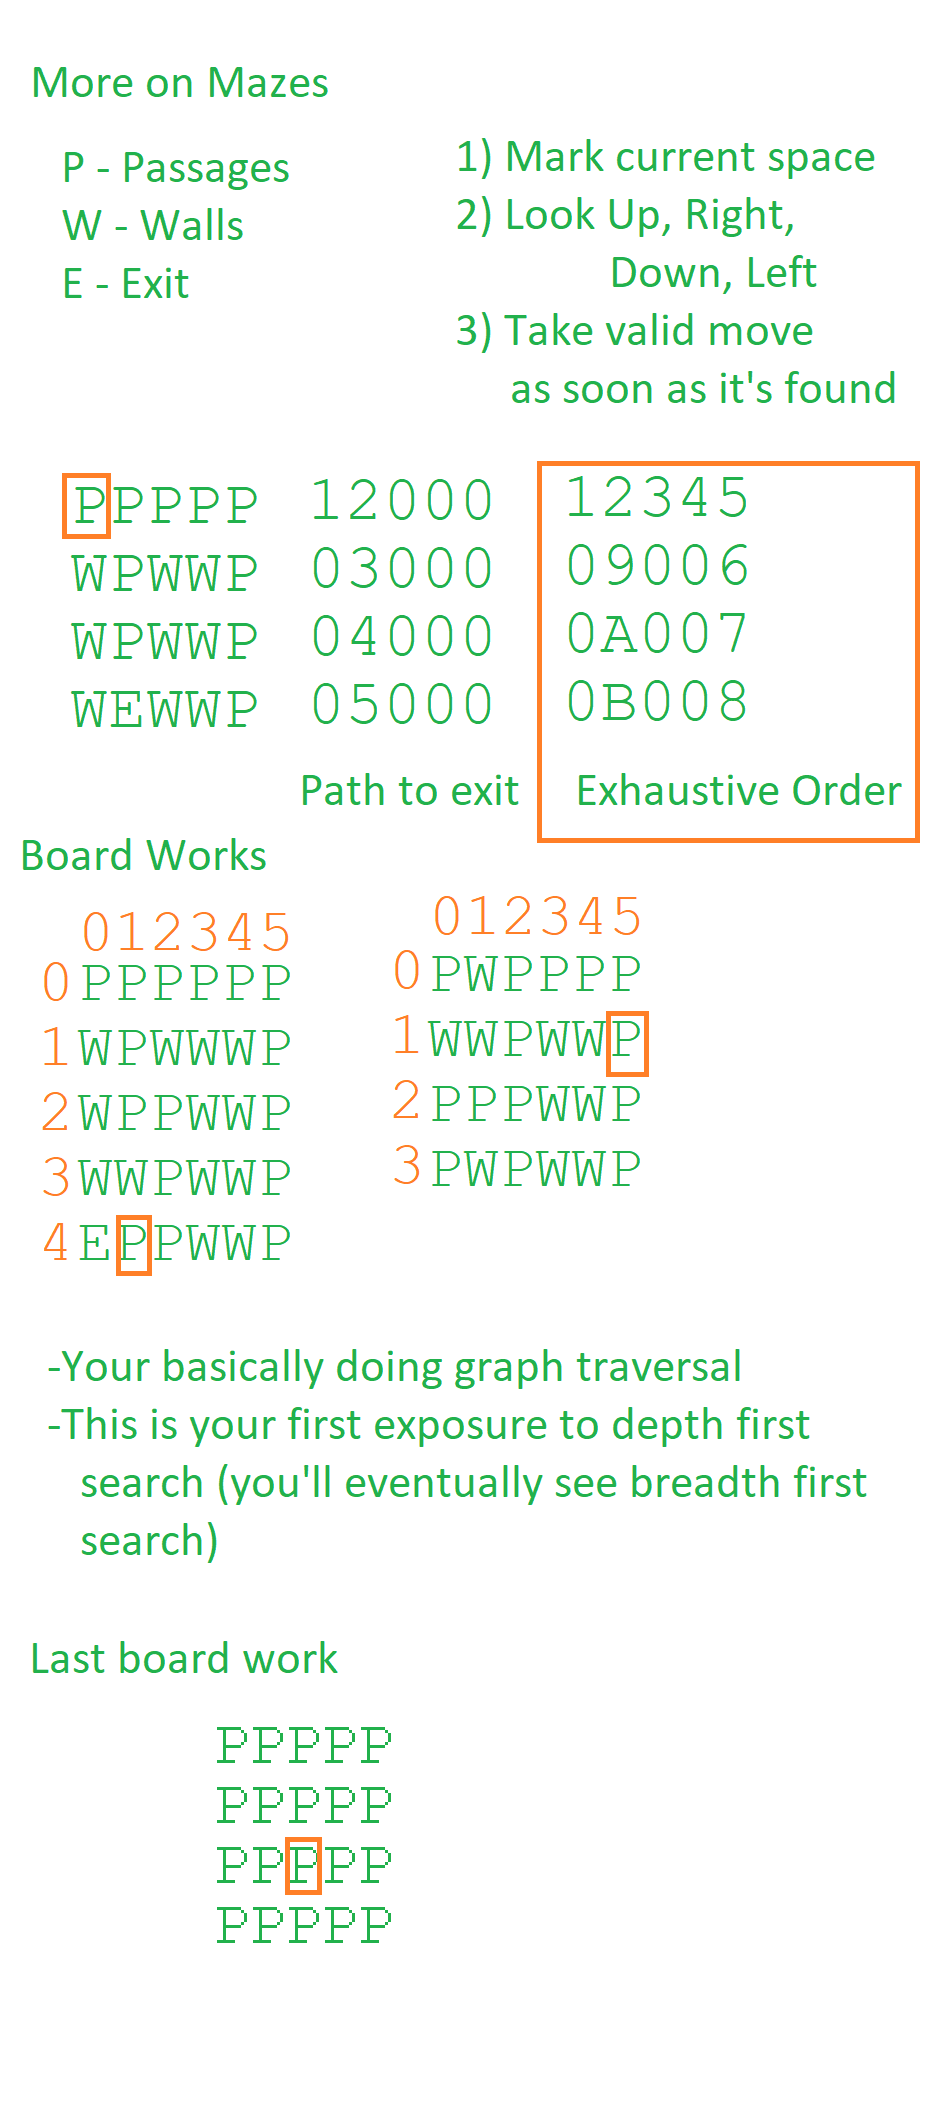 More on Mazes
P - Passages
W - Walls
E - Exit
1) Mark current space
2) Look Up, Right,
Down, Left
3) Take valid move
as soon as it's found
PPPPP
WPWWP
WPWWP
WEWWP
12000
03000
04000
05000
Path to exit
12345
09006
0A007
0B008
Exhaustive Order
Board Works
012345
0PPPPPP
1WPWWWP
2WPPWWP
3WWPWWP
4EPPWWP
012345
0PWPPPP
1WWPWWP
2PPPWWP
3PWPWWP
-Your basically doing graph traversal
-This is your first exposure to depth first
search (you'll eventually see breadth first
search)
Last board work
PPPPP
PPPPP
PPPPP
PPPPP